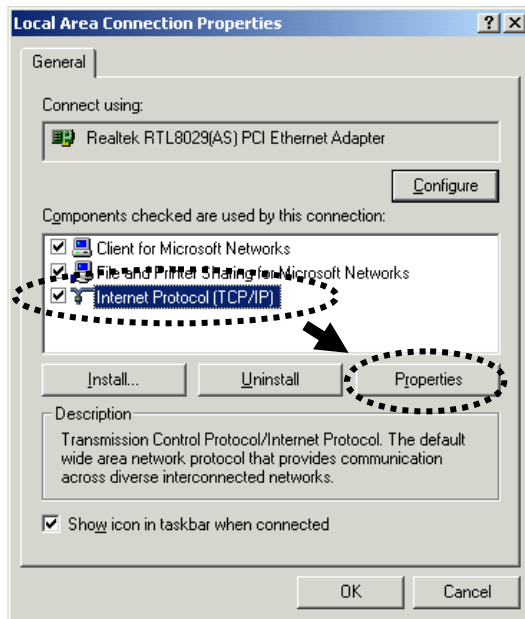 Local Area Connection Properties
General
Connect using:
Realtek RTL8029(AS) PCI Ethernet Adapter
Configure
Components checked are used by this connection:
Client for Microsoft Networks
File and Printer Sharing for Microsoft Networks
Internet Protocol (TCP/IP)
Install... Uninstall Properties
Description
Transmission Control Protocol/Internet Protocol. The default
wide area network protocol that provides communication
across diverse interconnected networks.
Show icon in taskbar when connected
OK Cancel